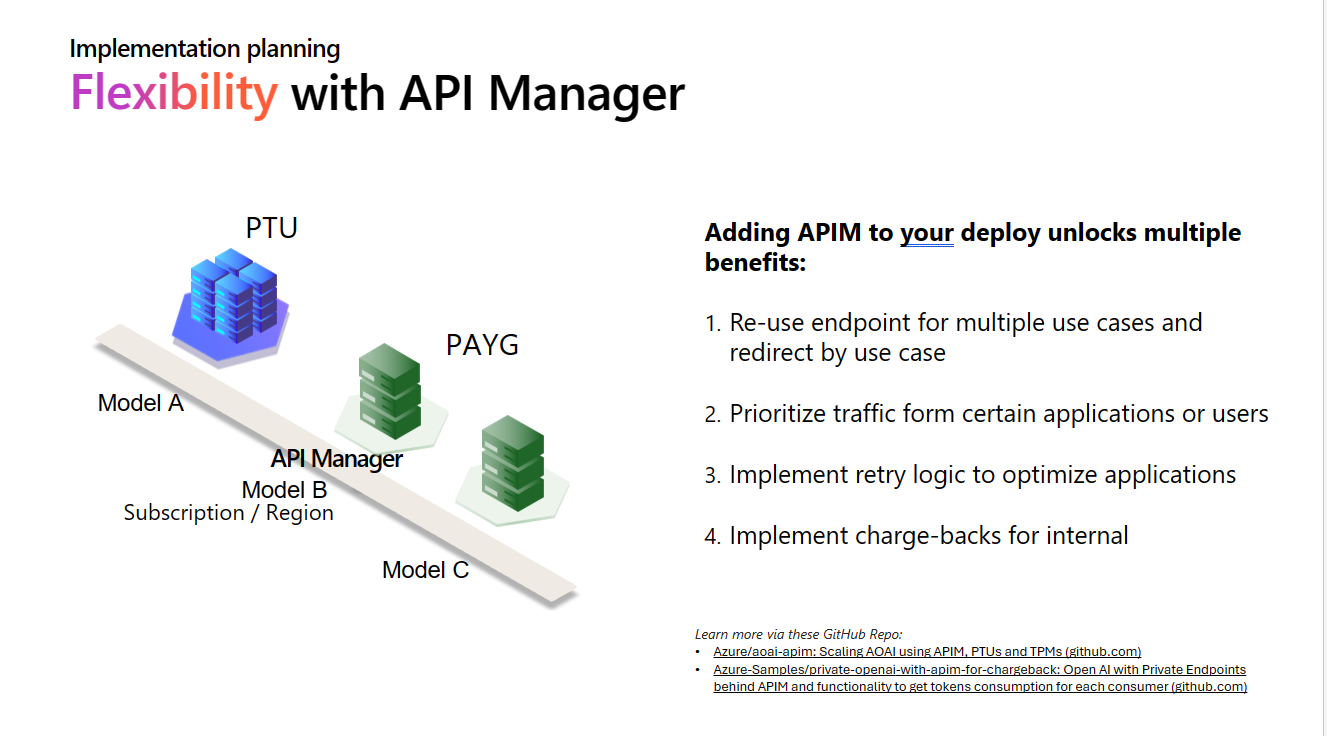 Implementation planning
Flexibility with API Manager
PTU
PAYG
Model A
API Manager
Model B
Subscription / Region
Model C
Adding APIM to your deploy unlocks multiple
benefits:
1. Re-use endpoint for multiple use cases and
redirect by use case
2. Prioritize traffic form certain applications or users
3. Implement retry logic to optimize applications
4. Implement charge-backs for internal
Learn more via these GitHub Repo:
• Azure/aoai-apim: Scaling AOAI using APIM, PTUs and TPMs (github.com)
• Azure-Samples/private-openai-with-apim-for-chargeback: Open AI with Private Endpoints
behind APIM and functionality to get tokens consumption for each consumer (github.com)